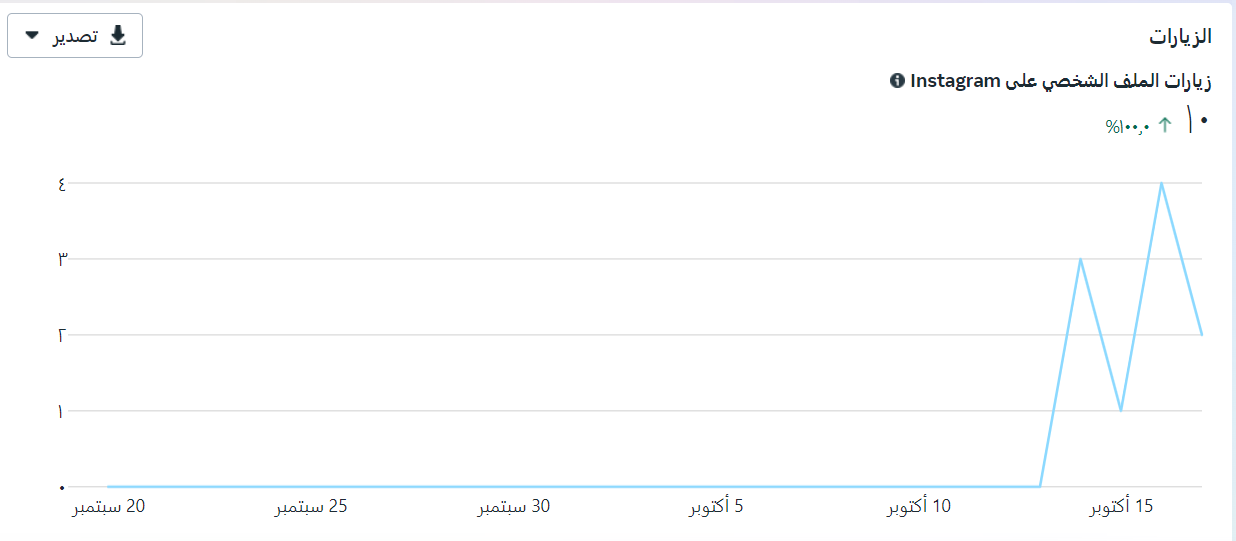 الزيارات
تصدير
زيارات الملف الشخصي على Instagram
١٠ ↑ ١٠٠٫٠%
٤
٣
٢
١
٠
20 سبتمبر 25 سبتمبر 30 سبتمبر 5 أكتوبر 10 أكتوبر 15 أكتوبر